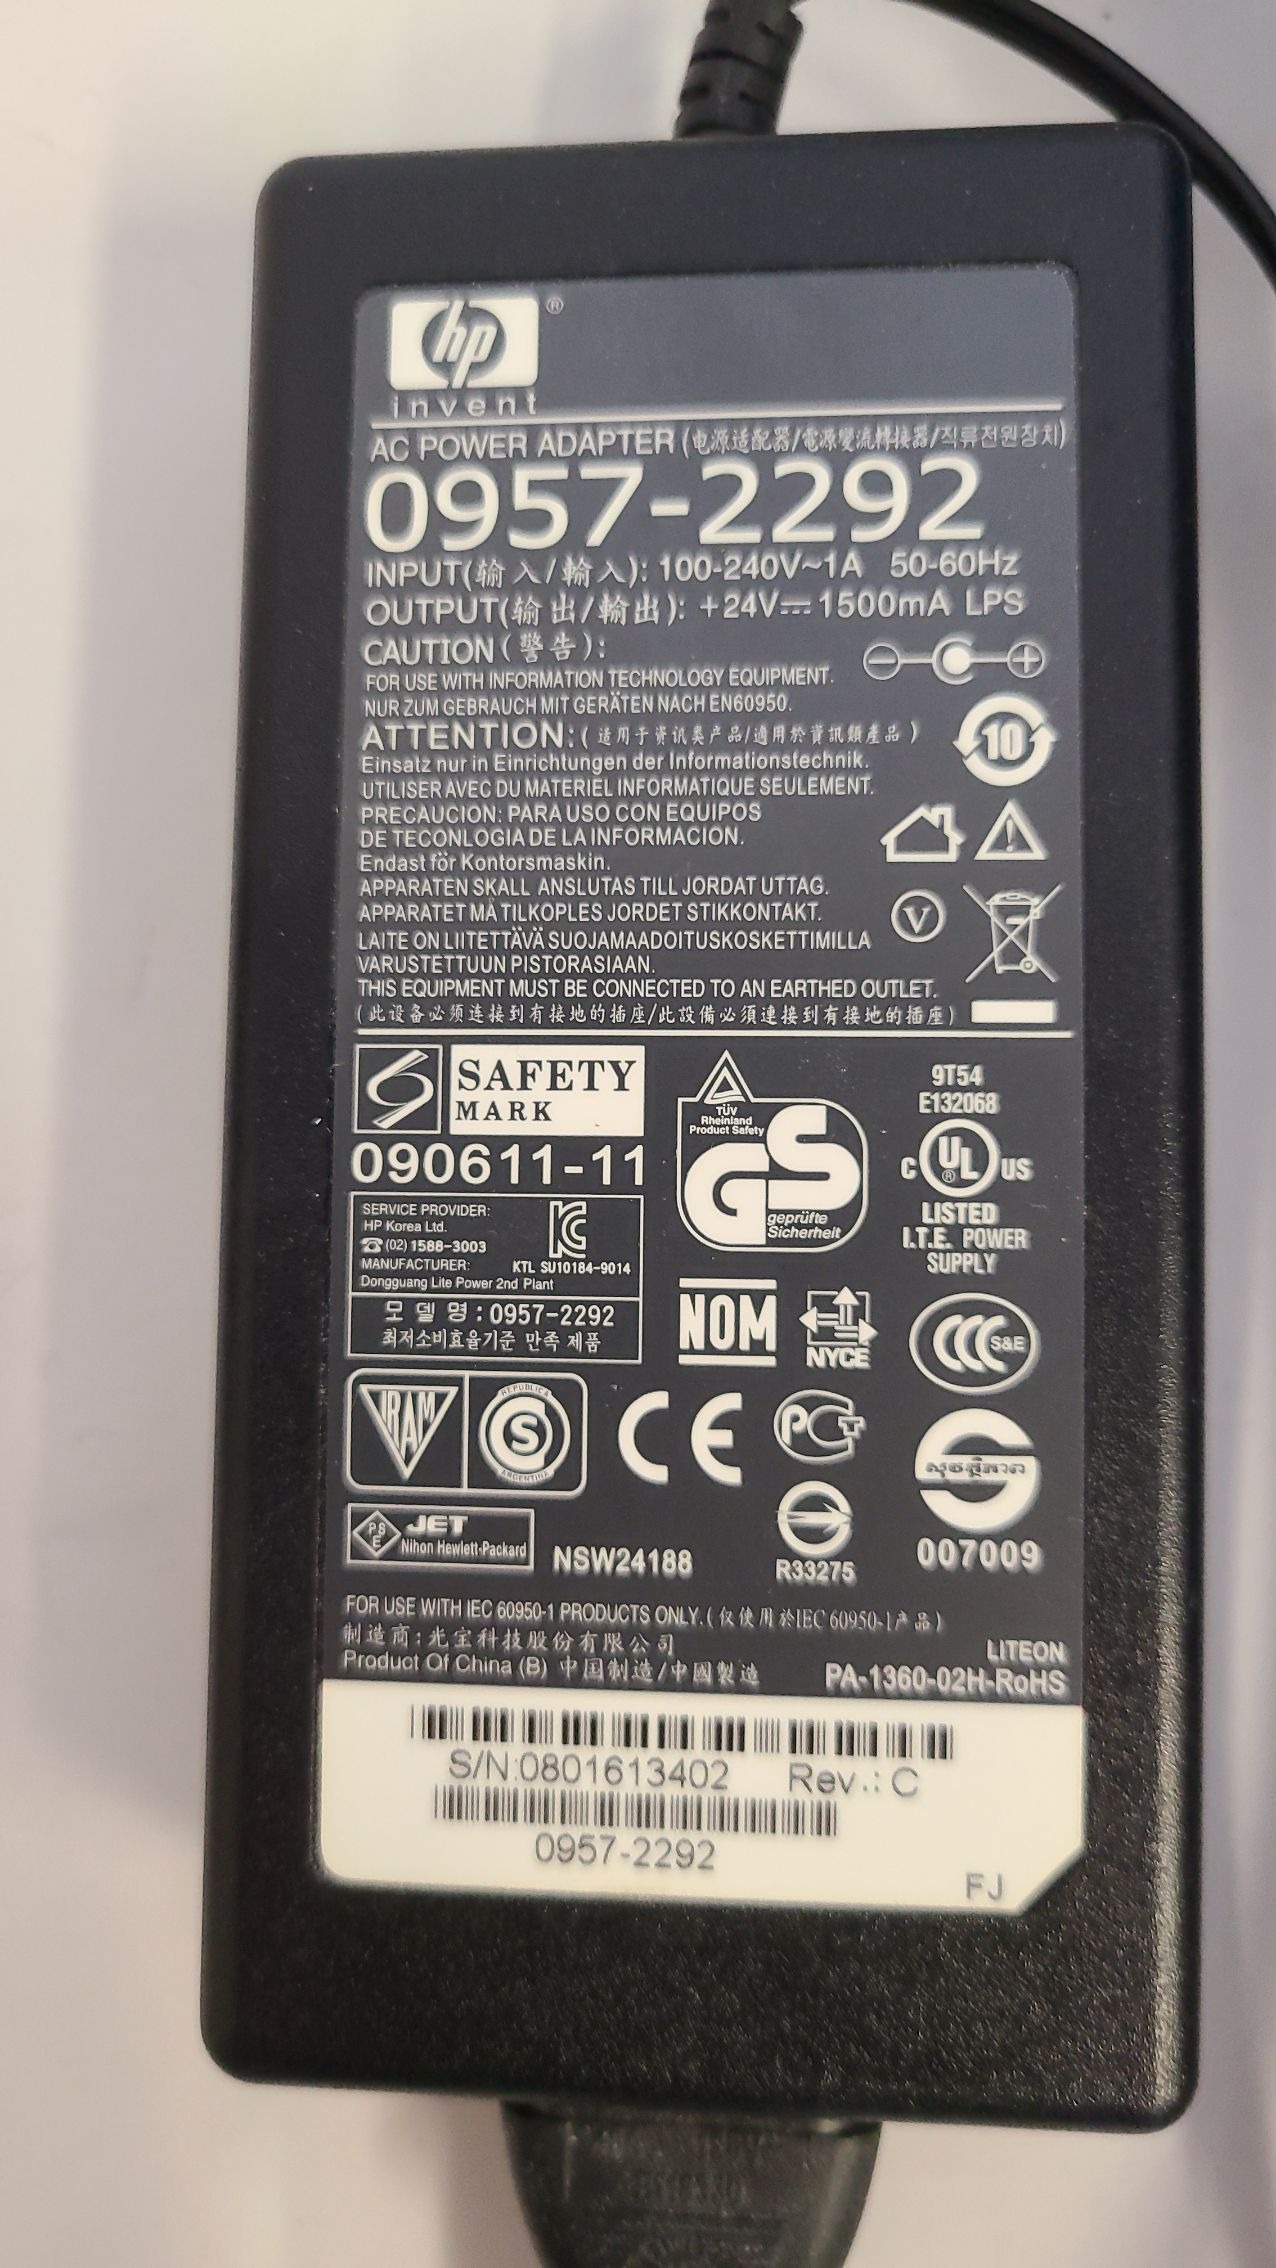 hp ®
invent
AC POWER ADAPTER (电源适配器/電源變流轉接器/직류전원장치)
0957-2292
INPUT(输入/輸入): 100-240V~1A 50-60Hz
OUTPUT(输出/輸出): +24V⎓1500mA LPS
CAUTION(警告):
FOR USE WITH INFORMATION TECHNOLOGY EQUIPMENT.
NUR ZUM GEBRAUCH MIT GERÄTEN NACH EN60950.
ATTENTION:(适用于资讯类产品/適用於資訊類產品)
10
Einsatz nur in Einrichtungen der Informationstechnik.
UTILISER AVEC DU MATERIEL INFORMATIQUE SEULEMENT.
PRECAUCION: PARA USO CON EQUIPOS
DE TECONLOGIA DE LA INFORMACION.
Endast för Kontorsmaskin.
APPARATEN SKALL ANSLUTAS TILL JORDAT UTTAG.
V
APPARATET MÅ TILKOPLES JORDET STIKKONTAKT.
LAITE ON LIITETTÄVÄ SUOJAMAADOITUSKOSKETTIMILLA
VARUSTETTUUN PISTORASIAAN.
THIS EQUIPMENT MUST BE CONNECTED TO AN EARTHED OUTLET.
(此设备必须连接到有接地的插座/此設備必須連接到有接地的插座)
SAFETY
MARK
090611-11
TÜV
Rheinland
Product Safety
GS
geprüfte
Sicherheit
9T54
E132068
C UL ® US
LISTED
I.T.E. POWER
SUPPLY
SERVICE PROVIDER:
HP Korea Ltd.
☎(02) 1588-3003
MANUFACTURER:
KTL SU10184-9014
Dongguang Lite Power 2nd Plant
모델명:0957-2292
최저소비효율기준 만족 제품
NOM
NYCE
CCC S&E
IRAM
REPUBLICA
S
ARGENTINA
CE
PCT
สมอ
007009
PS
E
JET
Nihon Hewlett-Packard
NSW24188
R33275
FOR USE WITH IEC 60950-1 PRODUCTS ONLY.(仅使用於IEC 60950-1产品)
制造商:光宝科技股份有限公司
LITEON
Product Of China (B) 中国制造/中國製造
PA-1360-02H-RoHS
S/N:0801613402 Rev.: C
0957-2292
FJ